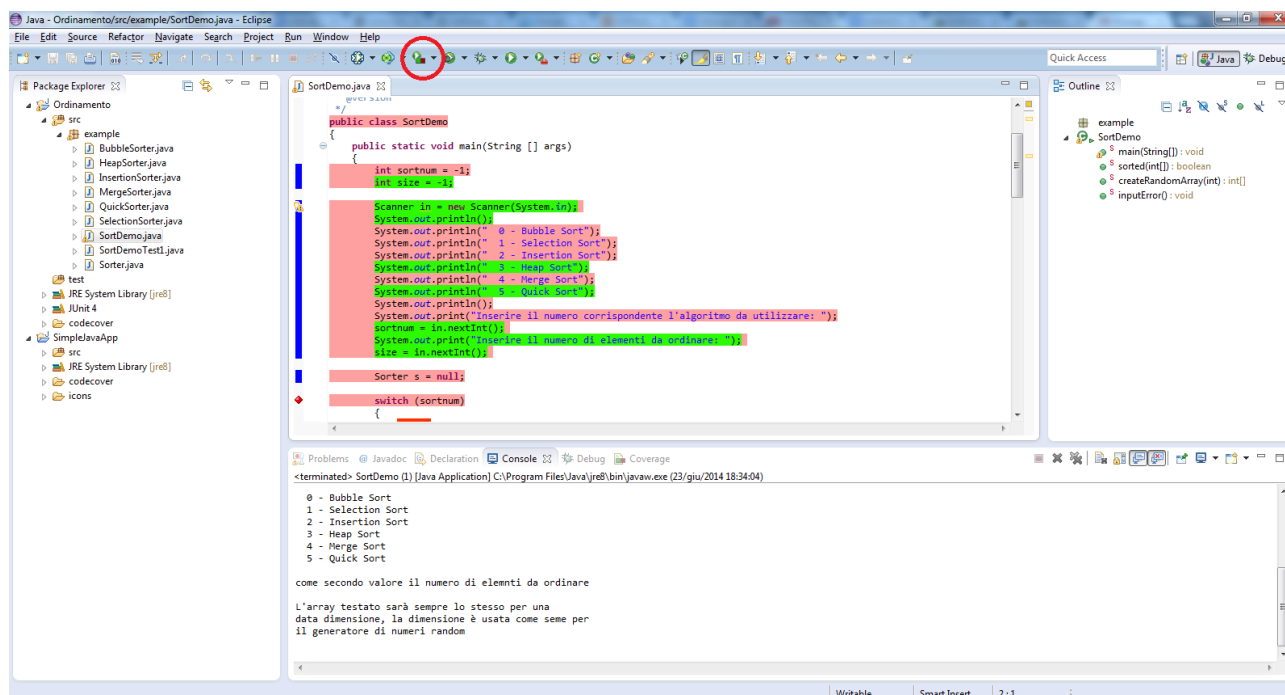 Java - Ordinamento/src/example/SortDemo.java - Eclipse
File Edit Source Refactor Navigate Search Project Run Window Help
Quick Access
Java
Debug
Package Explorer
Ordinamento
src
example
BubbleSorter.java
HeapSorter.java
InsertionSorter.java
MergeSorter.java
QuickSorter.java
SelectionSorter.java
SortDemo.java
SortDemoTest1.java
Sorter.java
test
JRE System Library [jre8]
JUnit 4
codecover
SimpleJavaApp
src
JRE System Library [jre8]
codecover
icons
SortDemo.java
@version
*/
public class SortDemo
{
public static void main(String [] args)
{
int sortnum = -1;
int size = -1;
Scanner in = new Scanner(System.in);
System.out.println();
System.out.println("  0 - Bubble Sort");
System.out.println("  1 - Selection Sort");
System.out.println("  2 - Insertion Sort");
System.out.println("  3 - Heap Sort");
System.out.println("  4 - Merge Sort");
System.out.println("  5 - Quick Sort");
System.out.println();
System.out.print("Inserire il numero corrispondente l'algoritmo da utilizzare: ");
sortnum = in.nextInt();
System.out.print("Inserire il numero di elementi da ordinare: ");
size = in.nextInt();
Sorter s = null;
switch (sortnum)
{
Outline
example
SortDemo
main(String[]) : void
sorted(int[]) : boolean
createRandomArray(int) : int[]
inputError() : void
Problems @ Javadoc Declaration Console Debug Coverage
<terminated> SortDemo (1) [Java Application] C:\Program Files\Java\jre8\bin\javaw.exe (23/giu/2014 18:34:04)
0 - Bubble Sort
1 - Selection Sort
2 - Insertion Sort
3 - Heap Sort
4 - Merge Sort
5 - Quick Sort
come secondo valore il numero di elemnti da ordinare
L'array testato sarà sempre lo stesso per una
data dimensione, la dimensione è usata come seme per
il generatore di numeri random
Writable Smart Insert 2 : 1